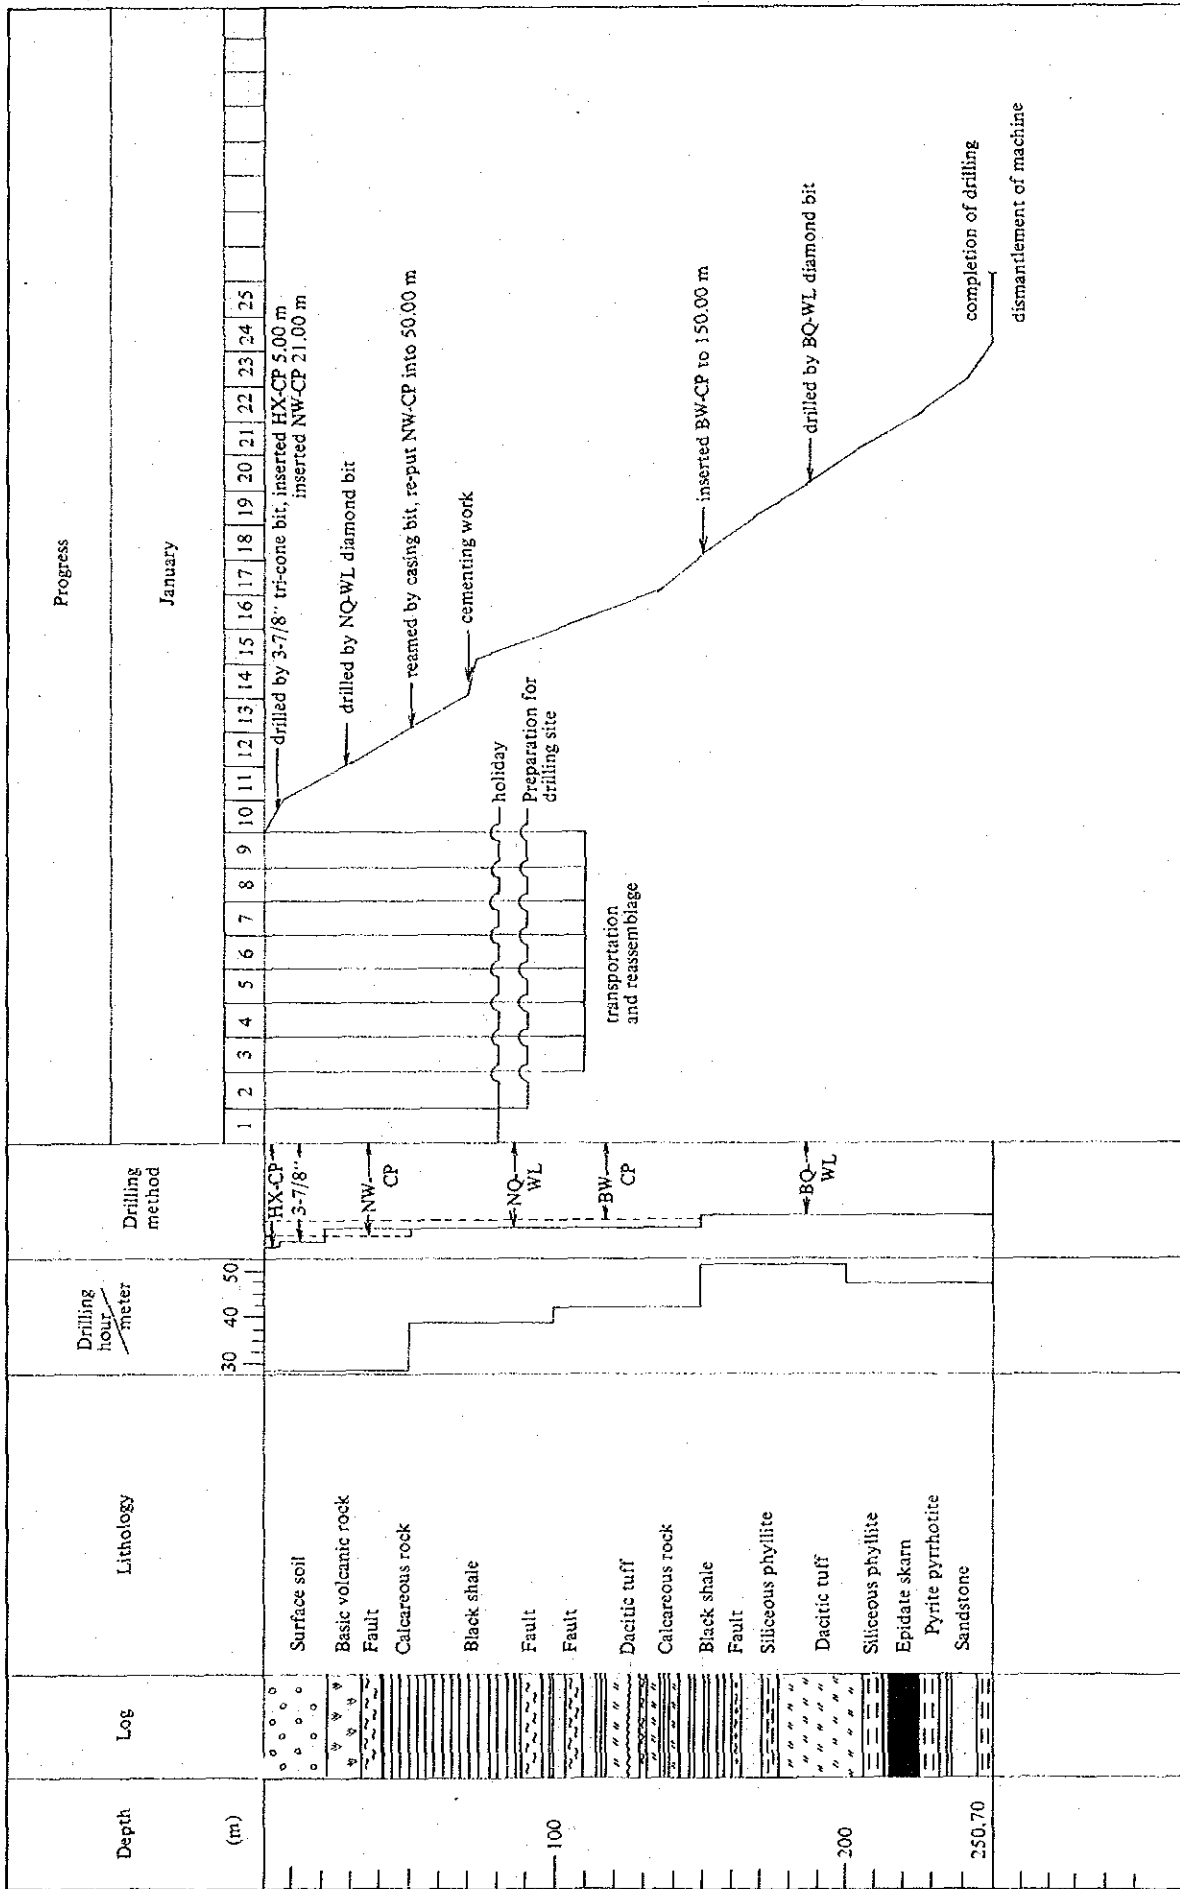 Depth
(m)
100
200
250.70
Log
Lithology
Surface soil
Basic volcanic rock
Fault
Calcareous rock
Black shale
Fault
Fault
Dacitic tuff
Calcareous rock
Black shale
Fault
Siliceous phyllite
Dacitic tuff
Siliceous phyllite
Epidate skarn
Pyrite pyrrhotite
Sandstone
Drilling
hour/meter
30 40 50
Drilling
method
HX-CP
3-7/8"
NW-
CP
NQ-
WL
BW-
CP
BQ-
WL
Progress
January
1 2 3 4 5 6 7 8 9 10 11 12 13 14 15 16 17 18 19 20 21 22 23 24 25
drilled by 3-7/8" tri-cone bit, inserted HX-CP 5.00 m
inserted NW-CP 21.00 m
drilled by NQ-WL diamond bit
reamed by casing bit, re-put NW-CP into 50.00 m
cementing work
holiday
Preparation for
drilling site
transportation
and reassemblage
inserted BW-CP to 150.00 m
drilled by BQ-WL diamond bit
completion of drilling
dismantlement of machine